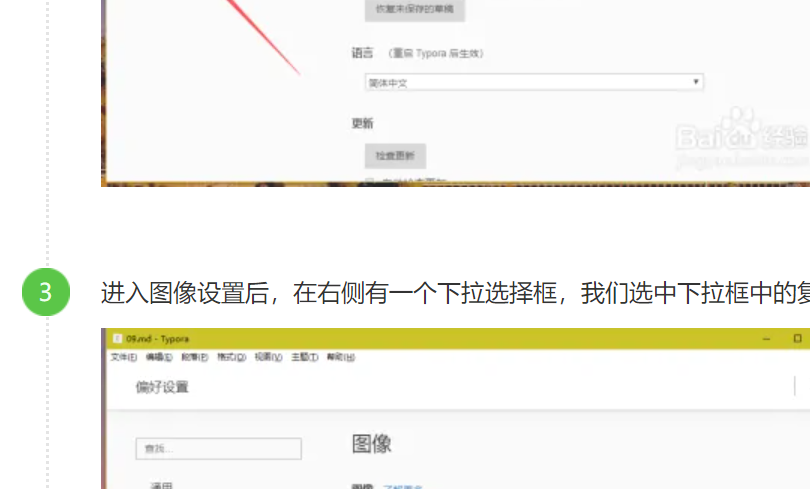 恢复未保存的草稿
语言 （重启 Typora 后生效）
简体中文
更新
检查更新
Baidu 经验
3
进入图像设置后，在右侧有一个下拉选择框，我们选中下拉框中的复
09.md - Typora
文件(F) 编辑(E) 段落(P) 格式(O) 视图(V) 主题(T) 帮助(H)
偏好设置
查找...
图像
通用
图像 了解更多